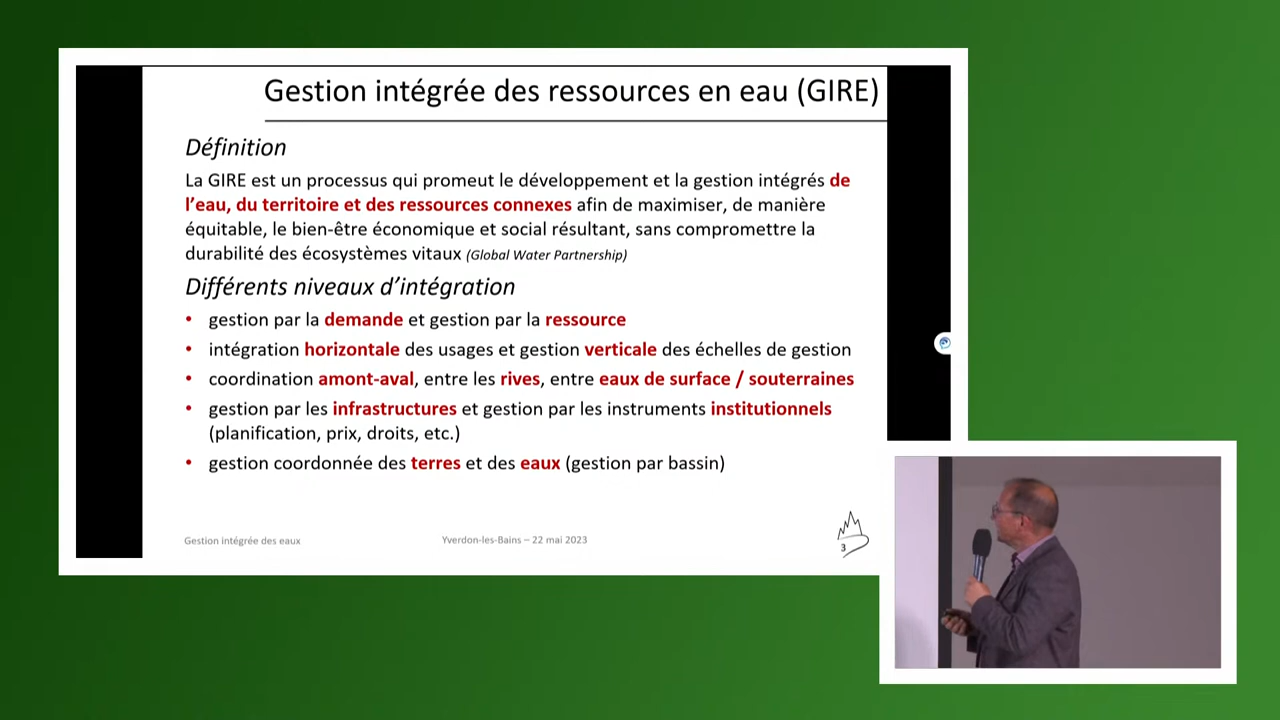 Gestion intégrée des ressources en eau (GIRE)
Définition
La GIRE est un processus qui promeut le développement et la gestion intégrés de
l’eau, du territoire et des ressources connexes afin de maximiser, de manière
équitable, le bien-être économique et social résultant, sans compromettre la
durabilité des écosystèmes vitaux (Global Water Partnership)
Différents niveaux d’intégration
• gestion par la demande et gestion par la ressource
• intégration horizontale des usages et gestion verticale des échelles de gestion
• coordination amont-aval, entre les rives, entre eaux de surface / souterraines
• gestion par les infrastructures et gestion par les instruments institutionnels
(planification, prix, droits, etc.)
• gestion coordonnée des terres et des eaux (gestion par bassin)
Gestion intégrée des eaux
Yverdon-les-Bains – 22 mai 2023
3